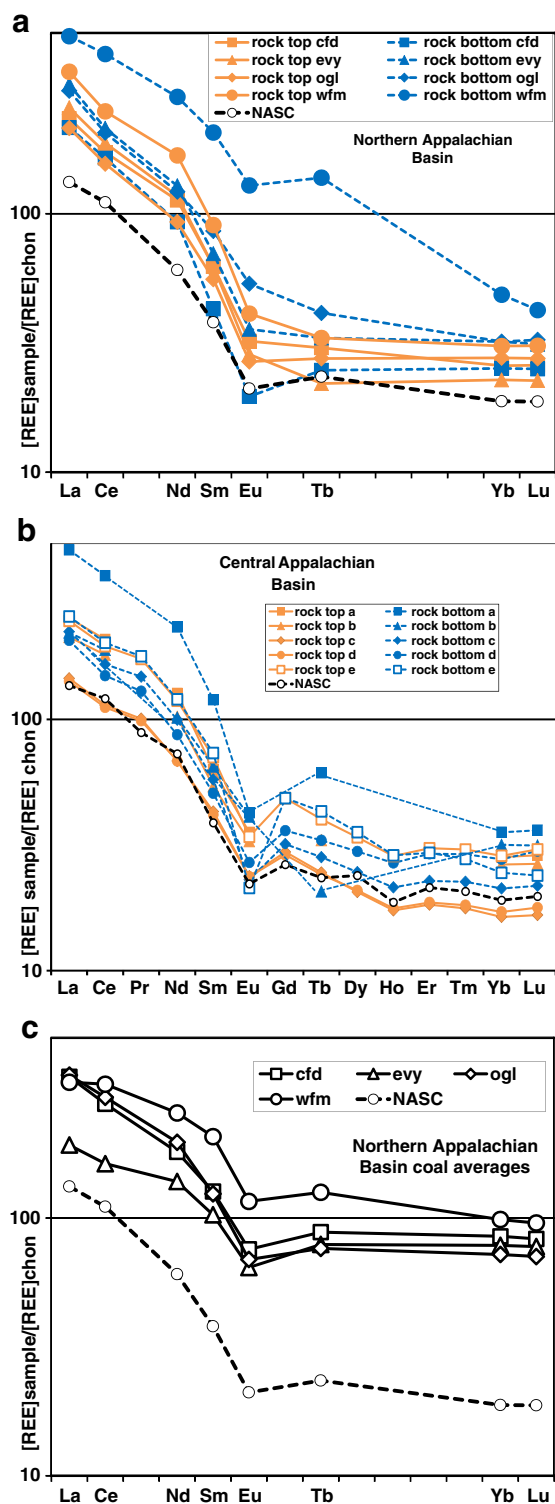 a
rock top cfd
rock bottom cfd
rock top evy
rock bottom evy
rock top ogl
rock bottom ogl
rock top wfm
rock bottom wfm
NASC
Northern Appalachian
Basin
[REE]sample/[REE]chon
100
10
La Ce Nd Sm Eu Tb Yb Lu
b
Central Appalachian
Basin
rock top a
rock bottom a
rock top b
rock bottom b
rock top c
rock bottom c
rock top d
rock bottom d
rock top e
rock bottom e
NASC
[REE] sample/[REE] chon
100
10
La Ce Pr Nd Sm Eu Gd Tb Dy Ho Er Tm Yb Lu
c
cfd evy ogl
wfm NASC
Northern Appalachian
Basin coal averages
[REE]sample/[REE]chon
100
10
La Ce Nd Sm Eu Tb Yb Lu